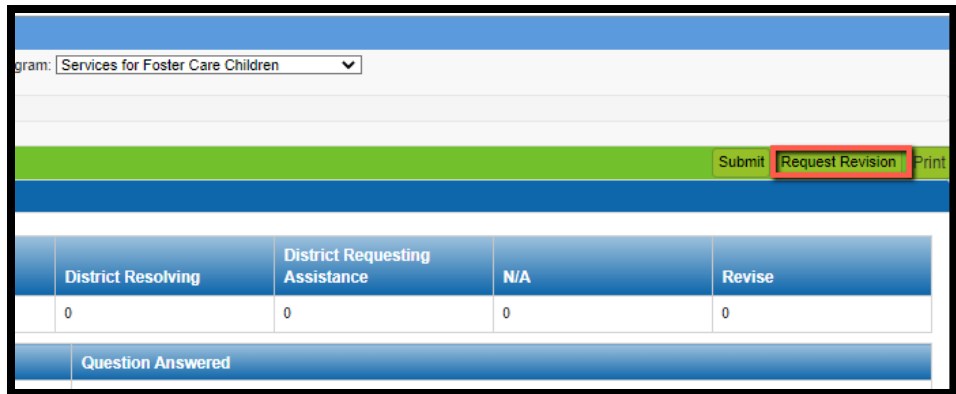 gram: Services for Foster Care Children
Submit Request Revision Print
District Resolving District Requesting Assistance N/A Revise
0 0 0 0
Question Answered